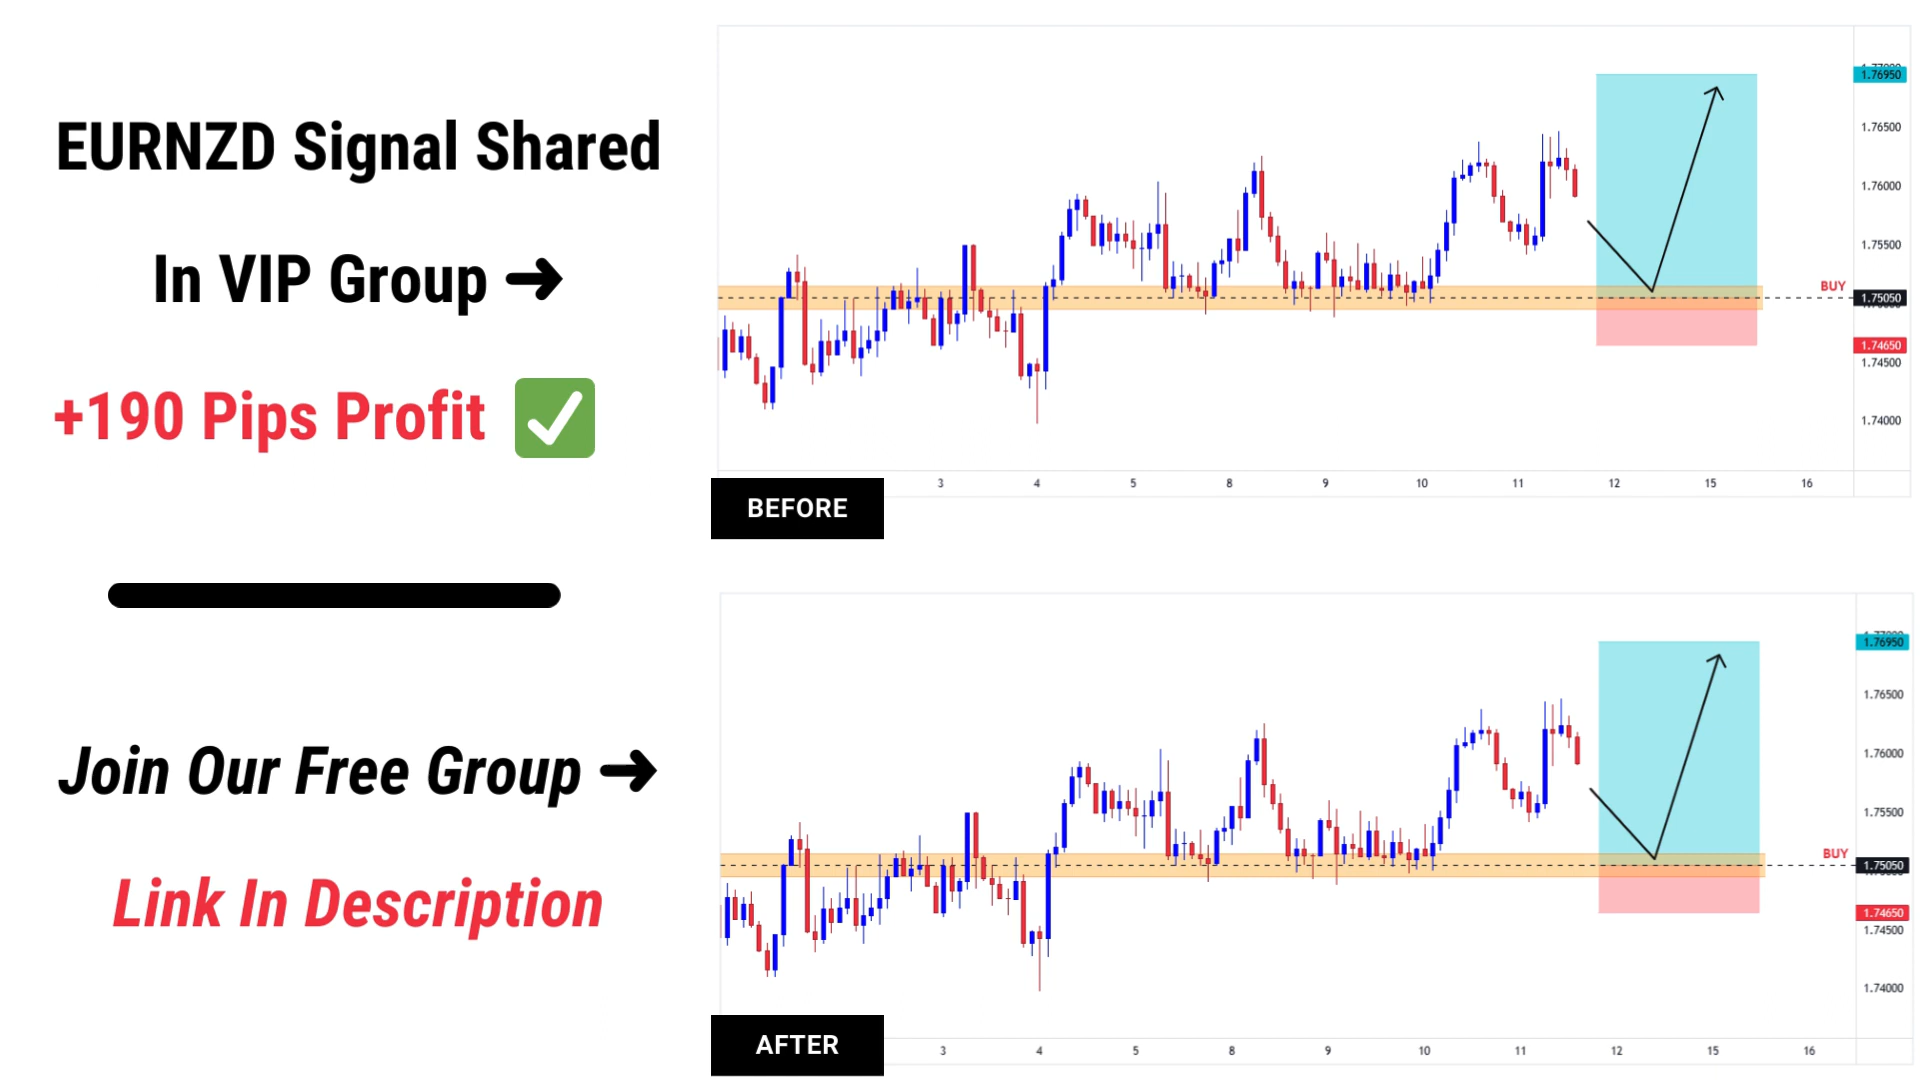 EURNZD Signal Shared
In VIP Group ➜
+190 Pips Profit ✅
Join Our Free Group ➜
Link In Description
1.76950
1.76500
1.76000
1.75500
BUY
1.75050
1.74650
1.74500
1.74000
3 4 5 8 9 10 11 12 15 16
BEFORE
1.76950
1.76500
1.76000
1.75500
BUY
1.75050
1.74650
1.74500
1.74000
3 4 5 8 9 10 11 12 15 16
AFTER